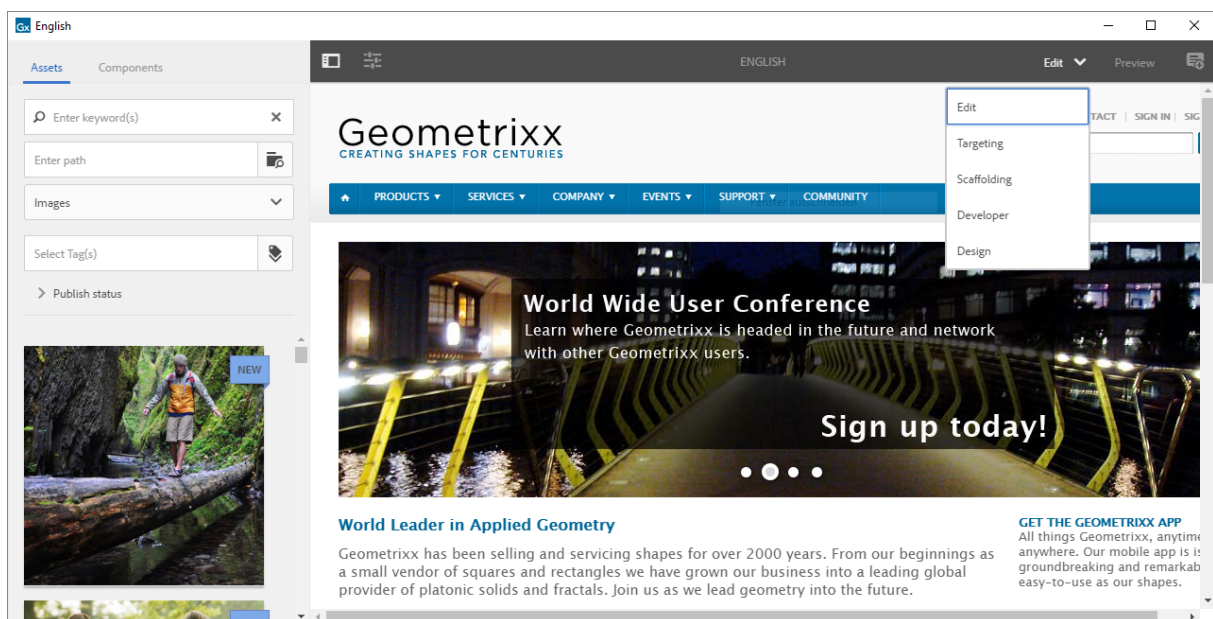 Gx English
Assets Components
Enter keyword(s)
Enter path
Images
Select Tag(s)
Publish status
NEW
ENGLISH
Edit Preview
Edit
Targeting
Scaffolding
Developer
Design
Geometrixx
CREATING SHAPES FOR CENTURIES
TACT | SIGN IN | SIG
PRODUCTS SERVICES COMPANY EVENTS SUPPORT COMMUNITY
Fenster ausschneiden
World Wide User Conference
Learn where Geometrixx is headed in the future and network
with other Geometrixx users.
Sign up today!
World Leader in Applied Geometry
Geometrixx has been selling and servicing shapes for over 2000 years. From our beginnings as
a small vendor of squares and rectangles we have grown our business into a leading global
provider of platonic solids and fractals. Join us as we lead geometry into the future.
GET THE GEOMETRIXX APP
All things Geometrixx, anytime
anywhere. Our mobile app is is
groundbreaking and remarkab
easy-to-use as our shapes.